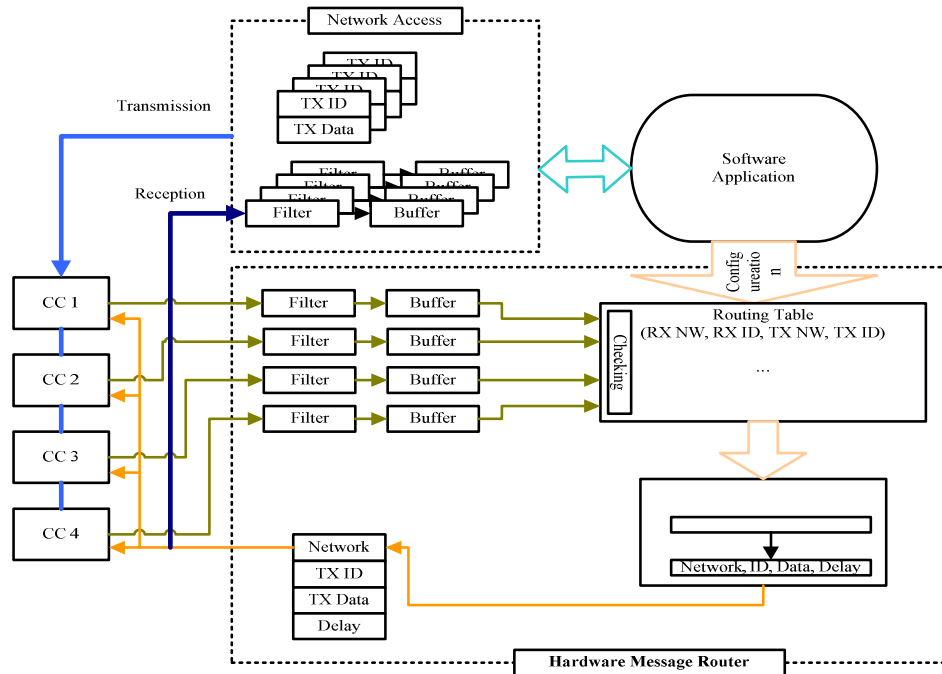 Network Access
TX ID
TX ID
TX ID
TX ID
TX Data
Transmission
Reception
Filter
Buffer
Filter
Buffer
Filter
Buffer
Filter
Buffer
Software
Application
Config
ureatio
n
CC 1
CC 2
CC 3
CC 4
Filter
Buffer
Filter
Buffer
Filter
Buffer
Filter
Buffer
Routing Table
(RX NW, RX ID, TX NW, TX ID)
...
Checking
Network, ID, Data, Delay
Network
TX ID
TX Data
Delay
Hardware Message Router